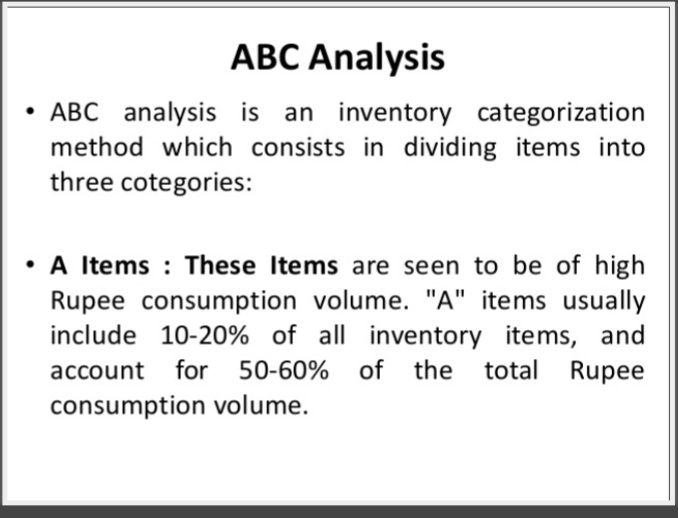 ABC Analysis
• ABC analysis is an inventory categorization
method which consists in dividing items into
three cotegories:
• A Items : These Items are seen to be of high
Rupee consumption volume. "A" items usually
include 10-20% of all inventory items, and
account for 50-60% of the total Rupee
consumption volume.